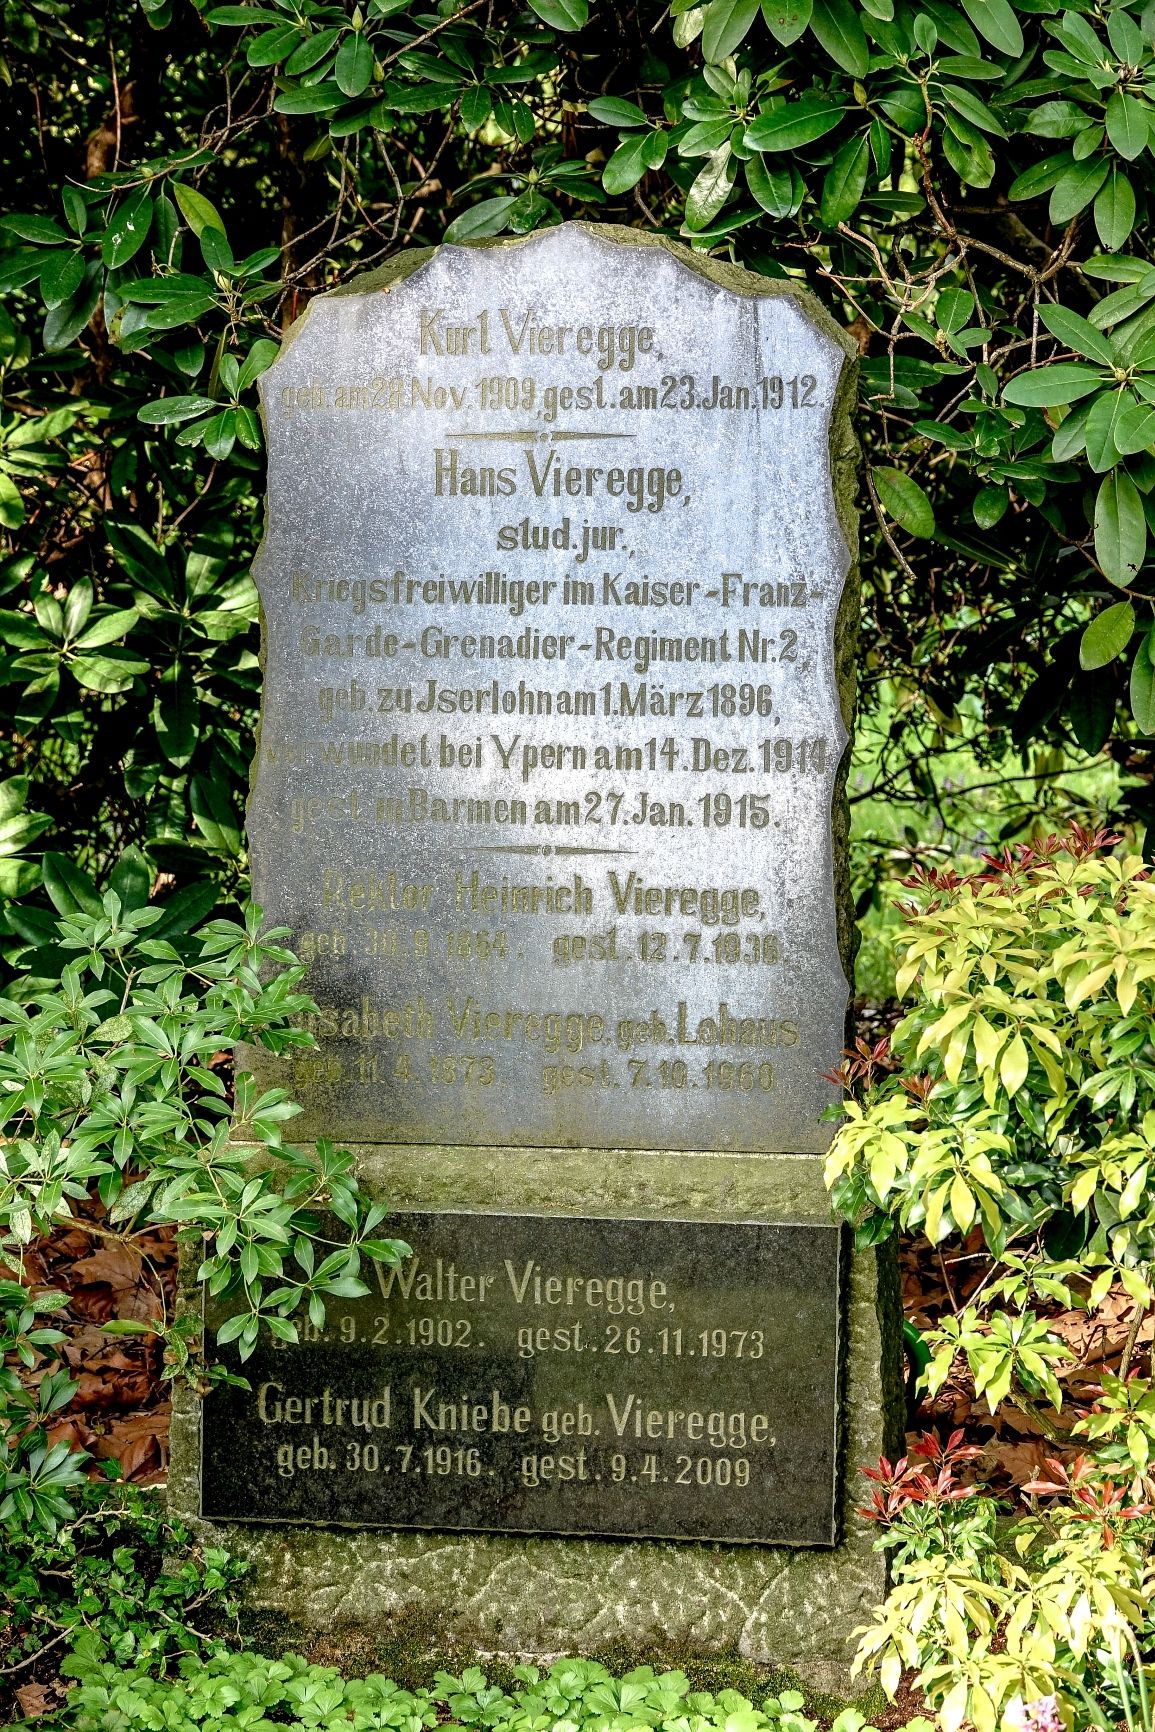 Kurl Vieregge,
geb. am 28. Nov. 1909, gest. am 23. Jan. 1912.
Hans Vieregge,
stud. jur.,
Kriegsfreiwilliger im Kaiser-Franz-
Garde-Grenadier-Regiment Nr. 2,
geb. zu Jserlohn am 1. März 1896,
verwundet bei Ypern am 14. Dez. 1914
gest. in Barmen am 27. Jan. 1915.
Rektor Heinrich Vieregge,
geb. 30. 9. 1864. gest. 12. 7. 1936.
Elisabeth Vieregge, geb. Lohaus
geb. 11. 4. 1873 gest. 7. 10. 1960,
Walter Vieregge,
geb. 9. 2. 1902. gest. 26. 11. 1973
Gertrud Kniebe geb. Vieregge,
geb. 30. 7. 1916. gest. 9. 4. 2009